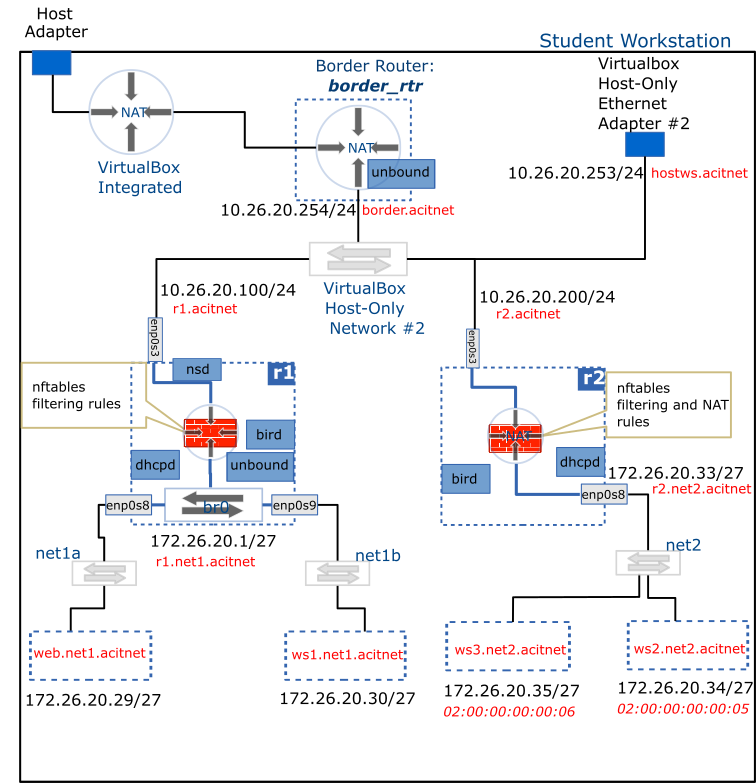 Host
Adapter
Student Workstation
Border Router:
border_rtr
Virtualbox
Host-Only
Ethernet
Adapter #2
NAT
NAT
unbound
VirtualBox
Integrated
10.26.20.253/24 hostws.acitnet
10.26.20.254/24 border.acitnet
VirtualBox
Host-Only
Network #2
10.26.20.100/24
r1.acitnet
10.26.20.200/24
r2.acitnet
enp0s3
enp0s3
nsd
r1
r2
nftables
filtering rules
nftables
filtering and NAT
rules
NAT
bird
dhcpd
unbound
bird
dhcpd
172.26.20.33/27
r2.net2.acitnet
enp0s8
br0
enp0s9
enp0s8
172.26.20.1/27
r1.net1.acitnet
net1a
net1b
net2
web.net1.acitnet
ws1.net1.acitnet
ws3.net2.acitnet
ws2.net2.acitnet
172.26.20.29/27
172.26.20.30/27
172.26.20.35/27
02:00:00:00:00:06
172.26.20.34/27
02:00:00:00:00:05